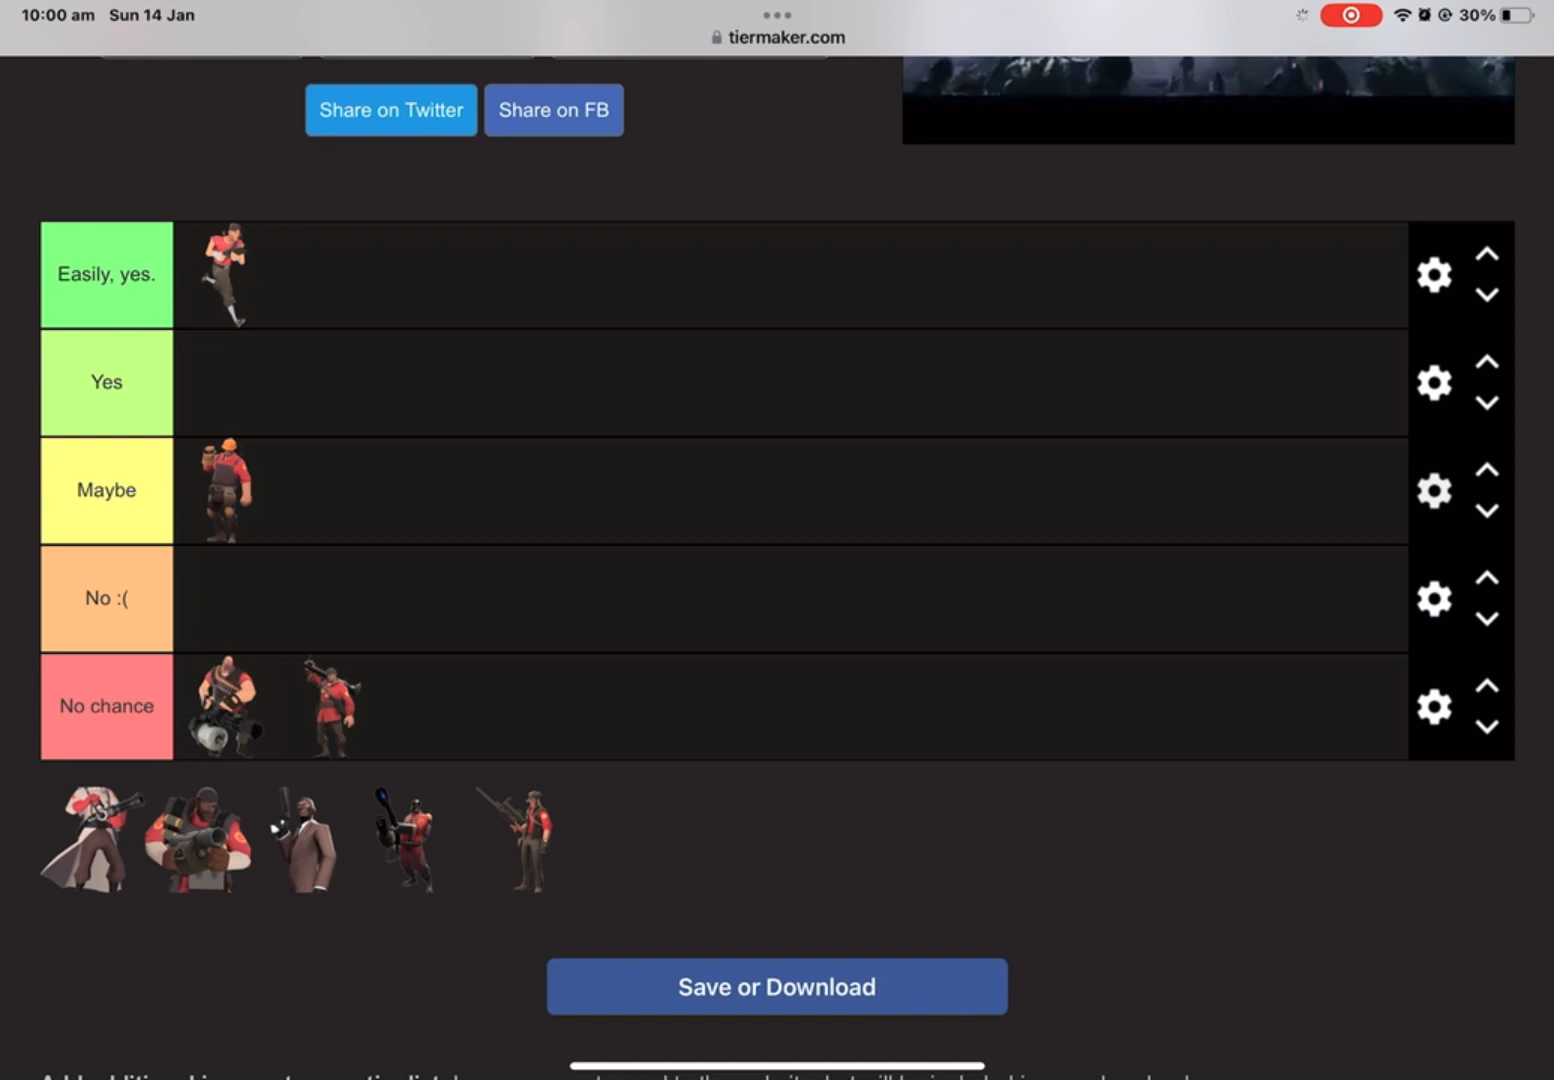 10:00 am Sun 14 Jan
30%
tiermaker.com
Share on Twitter Share on FB
Easily, yes.
Yes
Maybe
No :(
No chance
Save or Download